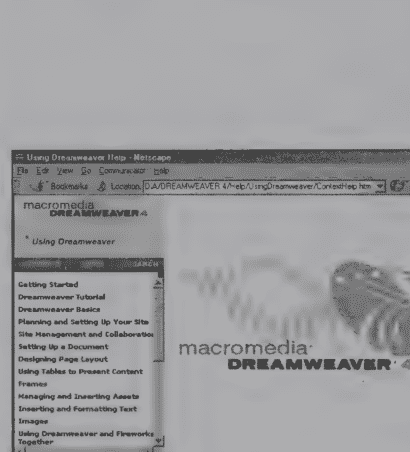 Using Dreamweaver Help - Netscape
File Edit View Go Communicator Help
Bookmarks Location: D:A/DREAMWEAVER 4/Help/UsingDreamweaver/ContextHelp.htm
macromedia
DREAMWEAVER 4
Using Dreamweaver
SEARCH
Getting Started
Dreamweaver Tutorial
Dreamweaver Basics
Planning and Setting Up Your Site
Site Management and Collaboration
Setting Up a Document
Designing Page Layout
Using Tables to Present Content
Frames
Managing and Inserting Assets
Inserting and Formatting Text
Images
Using Dreamweaver and Fireworks
Together
macromedia
DREAMWEAVER 4